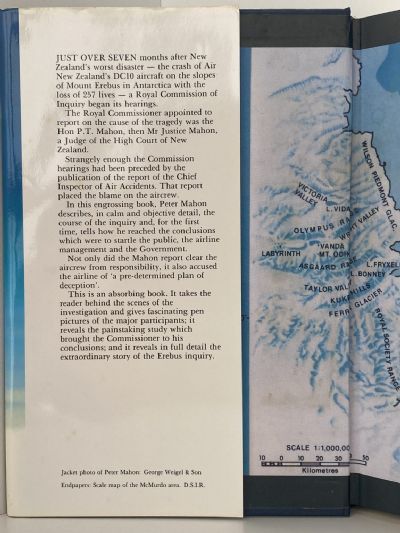 JUST OVER SEVEN months after New
Zealand's worst disaster — the crash of Air
New Zealand's DC10 aircraft on the slopes
of Mount Erebus in Antarctica with the
loss of 257 lives — a Royal Commission of
Inquiry began its hearings.
The Royal Commissioner appointed to
report on the cause of the tragedy was the
Hon P.T. Mahon, then Mr Justice Mahon,
a Judge of the High Court of New
Zealand.
Strangely enough the Commission
hearings had been preceded by the
publication of the report of the Chief
Inspector of Air Accidents. That report
placed the blame on the aircrew.
In this engrossing book, Peter Mahon
describes, in calm and objective detail, the
course of the inquiry and, for the first
time, tells how he reached the conclusions
which were to startle the public, the airline
management and the Government.
Not only did the Mahon report clear the
aircrew from responsibility, it also accused
the airline of 'a pre-determined plan of
deception'.
This is an absorbing book. It takes the
reader behind the scenes of the
investigation and gives fascinating pen
pictures of the major participants; it
reveals the painstaking study which
brought the Commissioner to his
conclusions; and it reveals in full detail the
extraordinary story of the Erebus inquiry.
Jacket photo of Peter Mahon: George Weigel & Son
Endpapers: Scale map of the McMurdo area. D.S.I.R.
WILSON PIEDMONT GLAC.
VICTORIA
VALLEY
L. VIDA
OLYMPUS RA
WRIGHT VALLEY
VANDA
LABYRINTH
L. FRYXEL
ASGAARD RA
L. BONNEY
TAYLOR VAL
KUKRI HILLS
FERR GLACIER
ROYAL SOCIETY RANGE
SCALE 1:1,000,00
10 0 10 20 30 50
Kilometres